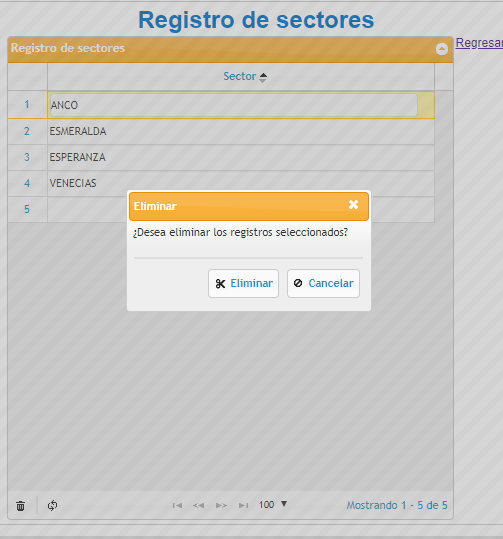 Registro de sectores
Registro de sectores
Regresar
Sector
1 ANCO
2 ESMERALDA
3 ESPERANZA
4 VENECIAS
5
Eliminar
¿Desea eliminar los registros seleccionados?
Eliminar Cancelar
100 Mostrando 1 - 5 de 5